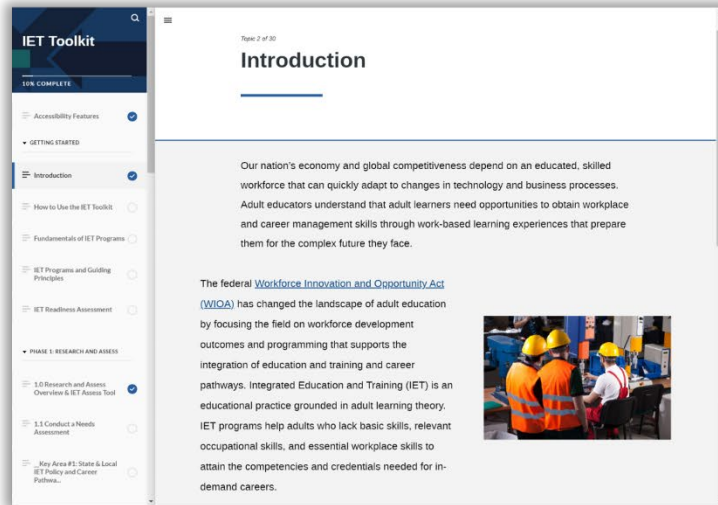 IET Toolkit
10% COMPLETE
Accessibility Features
GETTING STARTED
Introduction
How to Use the IET Toolkit
Fundamentals of IET Programs
IET Programs and Guiding
Principles
IET Readiness Assessment
PHASE 1: RESEARCH AND ASSESS
1.0 Research and Assess
Overview & IET Assess Tool
1.1 Conduct a Needs
Assessment
_Key Area #1: State & Local
IET Policy and Career
Pathwa...
Topic 2 of 30
Introduction
Our nation's economy and global competitiveness depend on an educated, skilled
workforce that can quickly adapt to changes in technology and business processes.
Adult educators understand that adult learners need opportunities to obtain workplace
and career management skills through work-based learning experiences that prepare
them for the complex future they face.
The federal Workforce Innovation and Opportunity Act
(WIOA) has changed the landscape of adult education
by focusing the field on workforce development
outcomes and programming that supports the
integration of education and training and career
pathways. Integrated Education and Training (IET) is an
educational practice grounded in adult learning theory.
IET programs help adults who lack basic skills, relevant
occupational skills, and essential workplace skills to
attain the competencies and credentials needed for in-
demand careers.